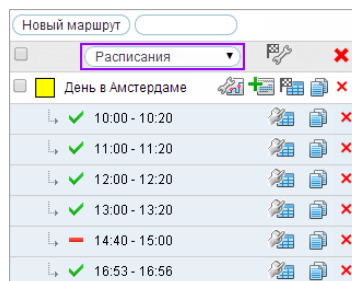 Новый маршрут
Расписания
День в Амстердаме
10:00 - 10:20
11:00 - 11:20
12:00 - 12:20
13:00 - 13:20
14:40 - 15:00
16:53 - 16:56